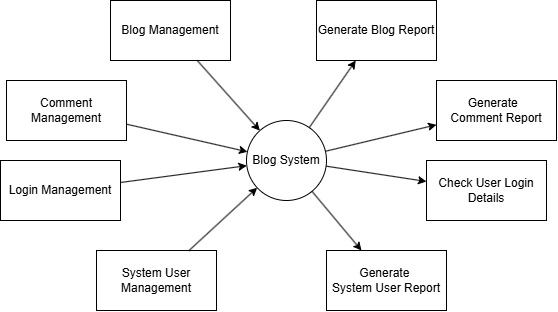 Blog Management
Generate Blog Report
Comment
Management
Generate
Comment Report
Blog System
Login Management
Check User Login
Details
System User
Management
Generate
System User Report